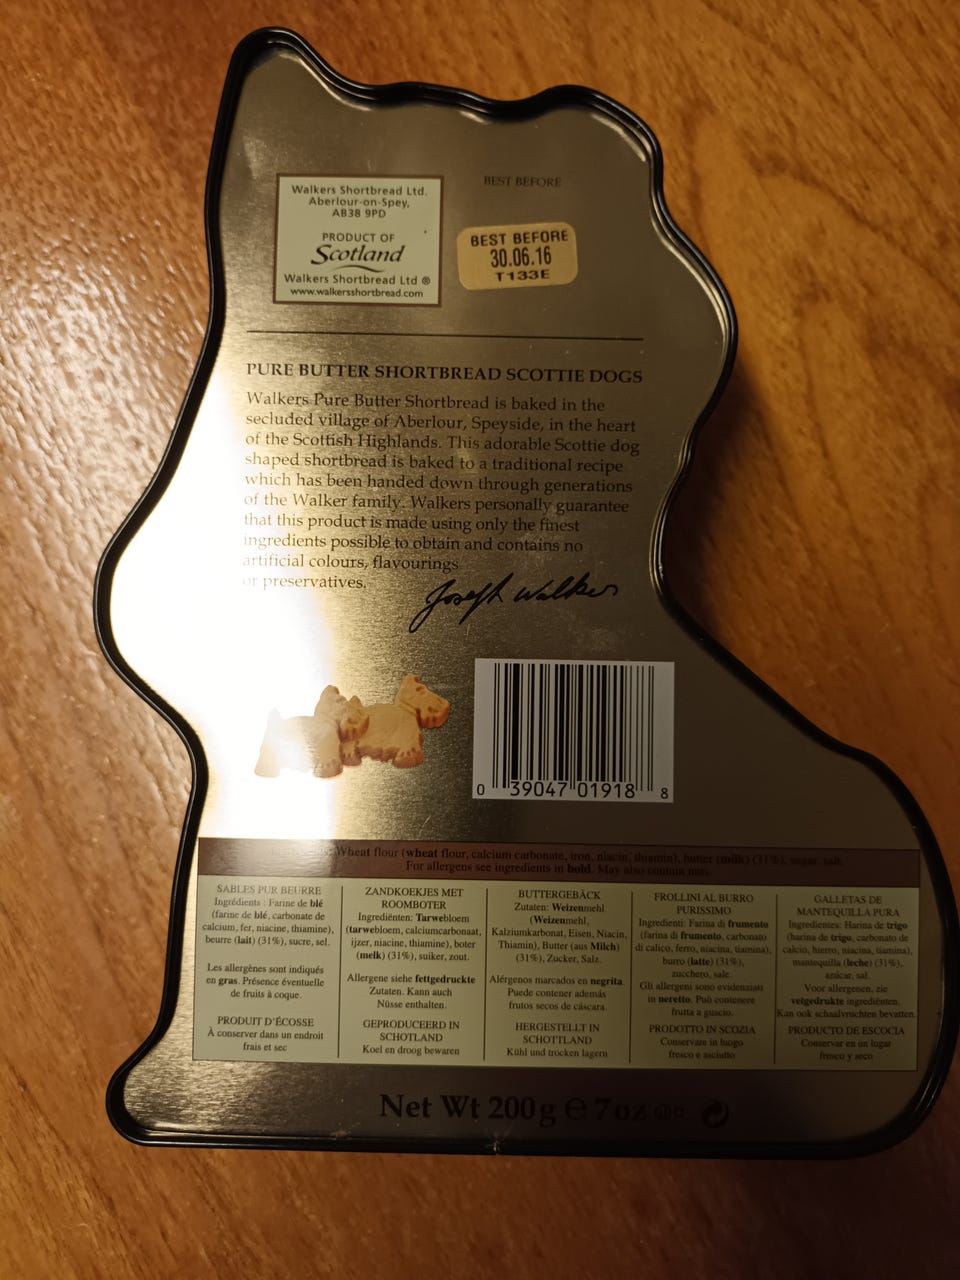 Walkers Shortbread Ltd.
Aberlour-on-Spey,
AB38 9PD
PRODUCT OF
Scotland
Walkers Shortbread Ltd ®
www.walkersshortbread.com
BEST BEFORE
BEST BEFORE
30.06.16
T133E
PURE BUTTER SHORTBREAD SCOTTIE DOGS
Walkers Pure Butter Shortbread is baked in the
secluded village of Aberlour, Speyside, in the heart
of the Scottish Highlands. This adorable Scottie dog
shaped shortbread is baked to a traditional recipe
which has been handed down through generations
of the Walker family. Walkers personally guarantee
that this product is made using only the finest
ingredients possible to obtain and contains no
artificial colours, flavourings
or preservatives.
Joseph Walker
0 39047 01918 8
Wheat flour (wheat flour, calcium carbonate, iron, niacin, thiamin), butter (milk) (31%), sugar, salt.
For allergens see ingredients in bold. May also contain nuts.
SABLES PUR BEURRE
Ingrédients : Farine de blé
(farine de blé, carbonate de
calcium, fer, niacine, thiamine),
beurre (lait) (31%), sucre, sel.
Les allergènes sont indiqués
en gras. Présence éventuelle
de fruits à coque.
PRODUIT D'ÉCOSSE
À conserver dans un endroit
frais et sec
ZANDKOEKJES MET
ROOMBOTER
Ingrediënten: Tarwebloem
(tarwebloem, calciumcarbonaat,
ijzer, niacine, thiamine), boter
(melk) (31%), suiker, zout.
Allergene siehe fettgedruckte
Zutaten. Kann auch
Nüsse enthalten.
GEPRODUCEERD IN
SCHOTLAND
Koel en droog bewaren
BUTTERGEBÄCK
Zutaten: Weizenmehl
(Weizenmehl,
Kalziumkarbonat, Eisen, Niacin,
Thiamin), Butter (aus Milch)
(31%), Zucker, Salz.
Alérgenos marcados en negrita.
Puede contener además
frutos secos de cáscara.
HERGESTELLT IN
SCHOTTLAND
Kühl und trocken lagern
FROLLINI AL BURRO
PURISSIMO
Ingredienti: Farina di frumento
(farina di frumento, carbonato
di calcio, ferro, niacina, tiamina),
burro (latte) (31%),
zucchero, sale.
Gli allergeni sono evidenziati
in neretto. Può contenere
frutta a guscio.
PRODOTTO IN SCOZIA
Conservare in luogo
fresco e asciutto
GALLETAS DE
MANTEQUILLA PURA
Ingredientes: Harina de trigo
(harina de trigo, carbonato de
calcio, hierro, niacina, tiamina),
mantequilla (leche) (31%),
azúcar, sal.
Voor allergenen, zie
vetgedrukte ingrediënten.
Kan ook schaalvruchten bevatten.
PRODUCTO DE ESCOCIA
Conservar en un lugar
fresco y seco
Net Wt 200g ℮ 7oz